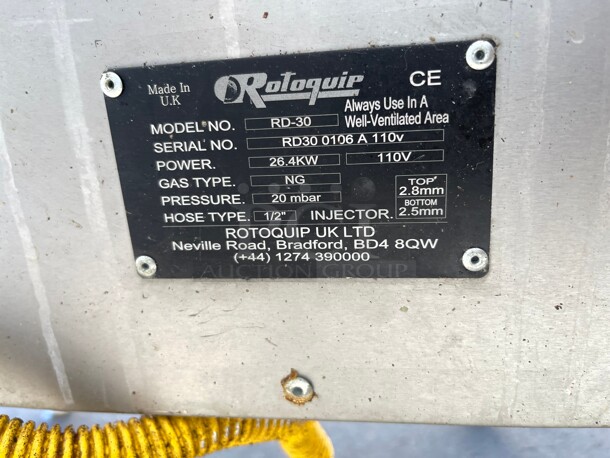 Made In
U.K
Rotoquip
CE
Always Use In A
Well-Ventilated Area
MODEL NO. RD-30
SERIAL NO. RD30 0106 A 110v
POWER. 26.4KW 110V
GAS TYPE. NG
PRESSURE. 20 mbar
HOSE TYPE. 1/2" INJECTOR.
TOP 2.8mm
BOTTOM 2.5mm
ROTOQUIP UK LTD
Neville Road, Bradford, BD4 8QW
(+44) 1274 390000
AUCTION GROUP